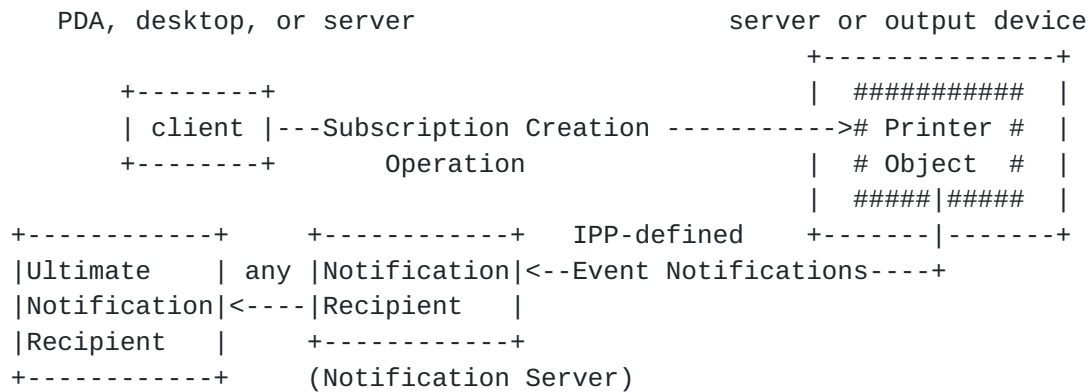 PDA, desktop, or server                    server or output device
                                                   +---------------+
       +--------+                                  |  ###########  |
       | client |---Subscription Creation -----------># Printer #  |
       +--------+       Operation                  |  # Object  #  |
                                                   |  #####|#####  |
+------------+     +------------+   IPP-defined    +-------|-------+
|Ultimate    | any |Notification|<--Event Notifications----+
|Notification|<----|Recipient   |
|Recipient   |     +------------+
+------------+     (Notification Server)